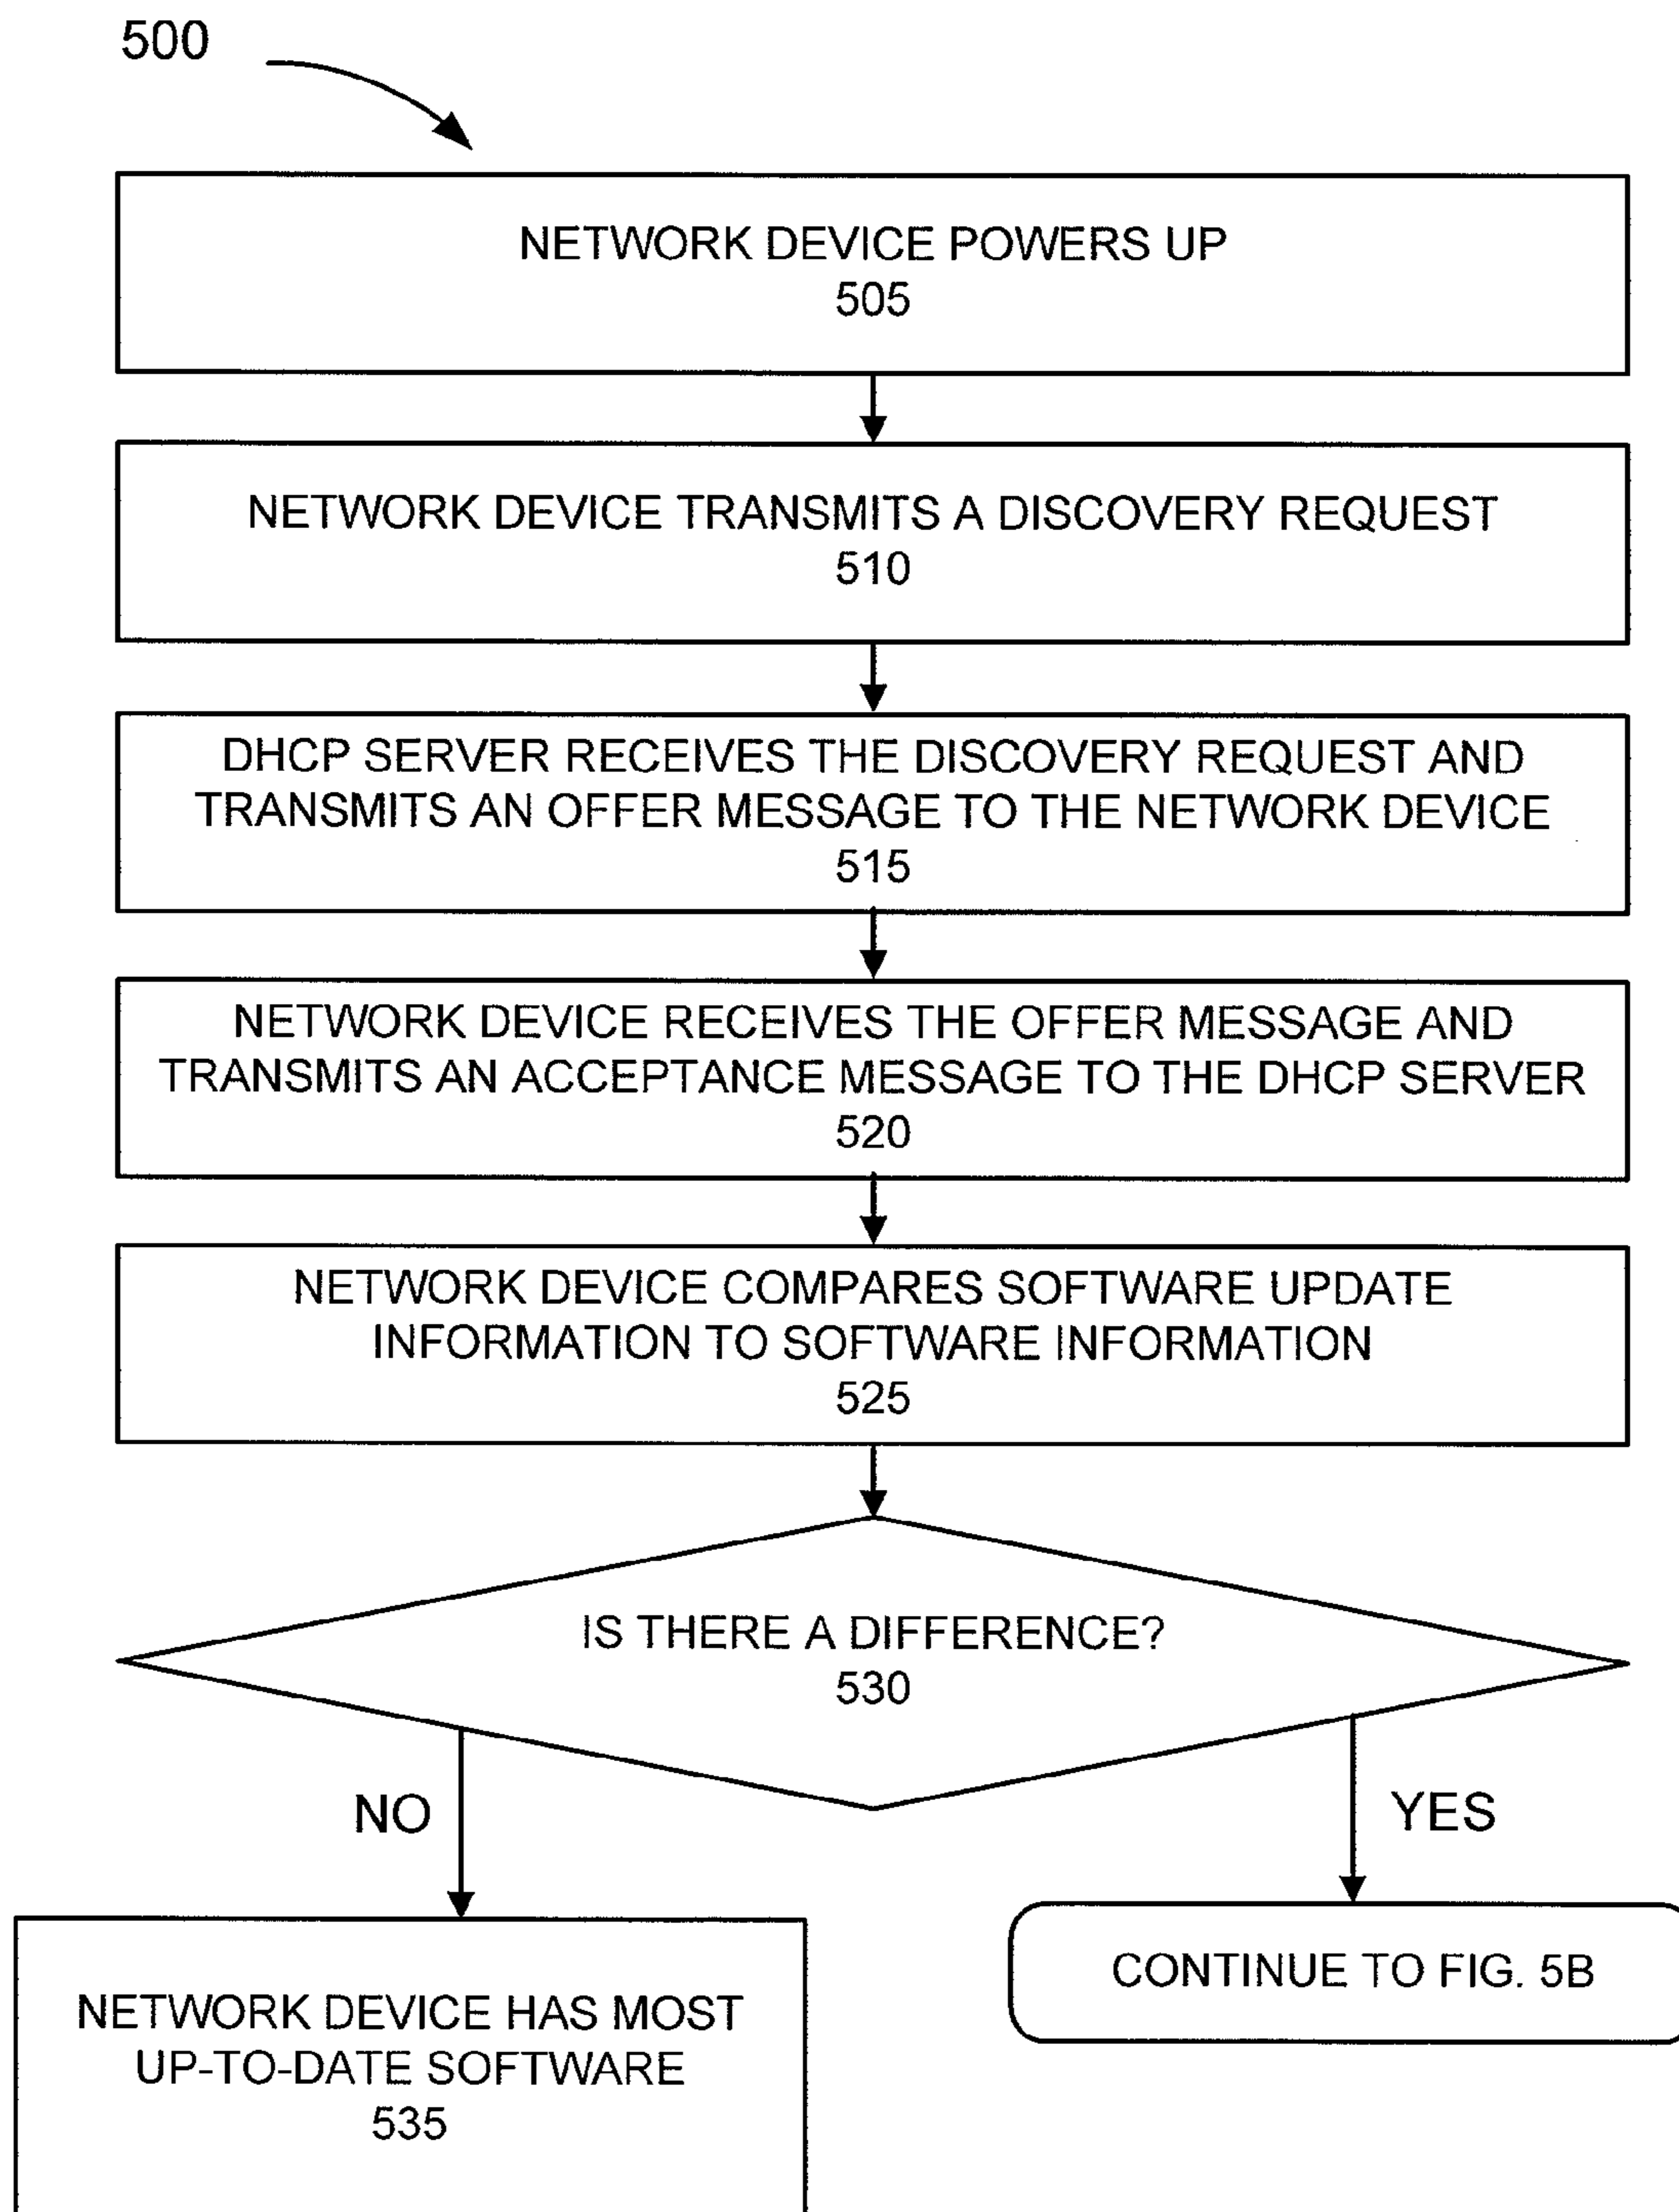 500
NETWORK DEVICE POWERS UP
505
NETWORK DEVICE TRANSMITS A DISCOVERY REQUEST
510
DHCP SERVER RECEIVES THE DISCOVERY REQUEST AND
TRANSMITS AN OFFER MESSAGE TO THE NETWORK DEVICE
515
NETWORK DEVICE RECEIVES THE OFFER MESSAGE AND
TRANSMITS AN ACCEPTANCE MESSAGE TO THE DHCP SERVER
520
NETWORK DEVICE COMPARES SOFTWARE UPDATE
INFORMATION TO SOFTWARE INFORMATION
525
IS THERE A DIFFERENCE?
530
NO
YES
NETWORK DEVICE HAS MOST
UP-TO-DATE SOFTWARE
535
CONTINUE TO FIG. 5B